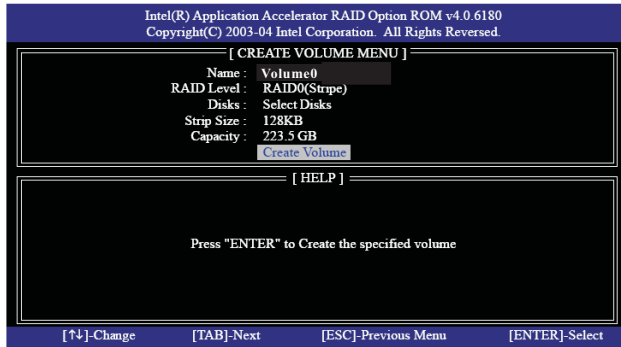 Intel(R) Application Accelerator RAID Option ROM v4.0.6180
Copyright(C) 2003-04 Intel Corporation. All Rights Reversed.
[ CREATE VOLUME MENU ]
Name : Volume0
RAID Level : RAID0(Stripe)
Disks : Select Disks
Strip Size : 128KB
Capacity : 223.5 GB
Create Volume
[ HELP ]
Press "ENTER" to Create the specified volume
[↑↓]-Change [TAB]-Next [ESC]-Previous Menu [ENTER]-Select